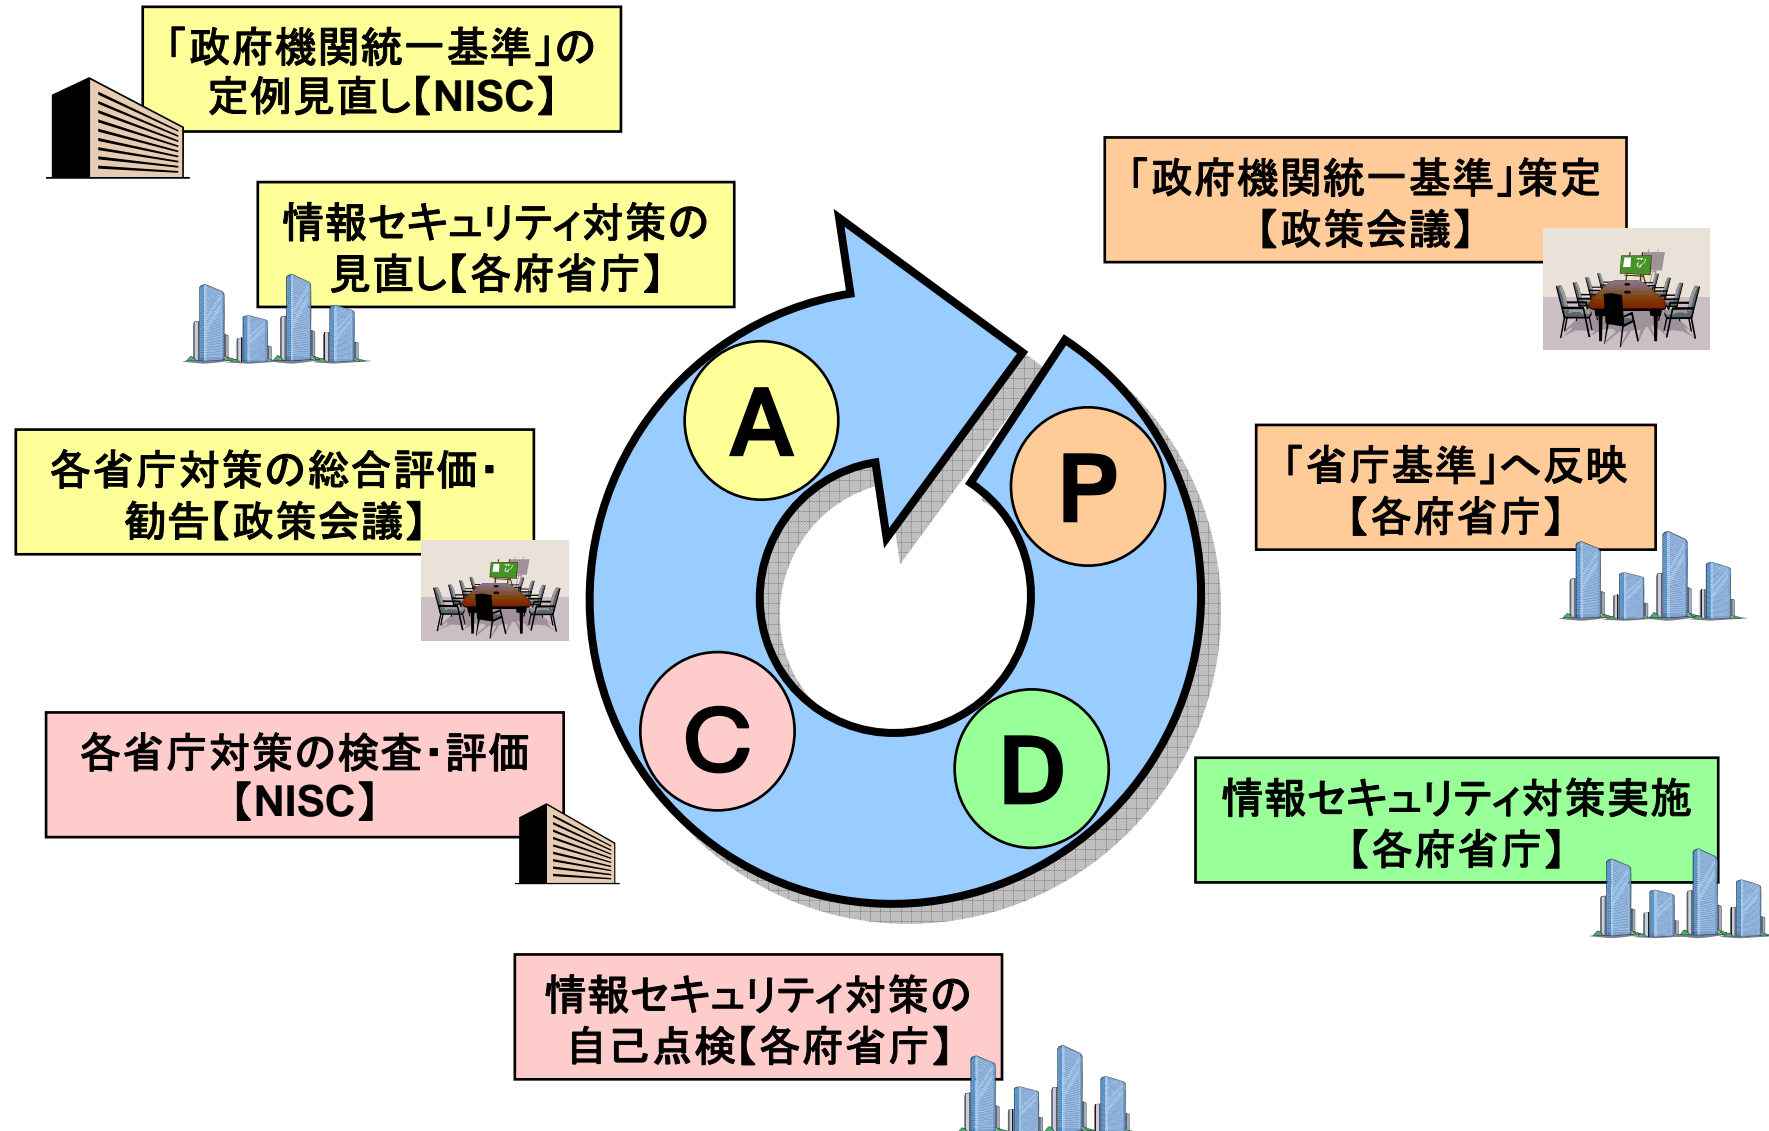 「政府機関統一基準」の
定例見直し【NISC】
情報セキュリティ対策の
見直し【各府省庁】
各省庁対策の総合評価・
勧告【政策会議】
各省庁対策の検査・評価
【NISC】
情報セキュリティ対策の
自己点検【各府省庁】
「政府機関統一基準」策定
【政策会議】
「省庁基準」へ反映
【各府省庁】
情報セキュリティ対策実施
【各府省庁】
A
P
C
D